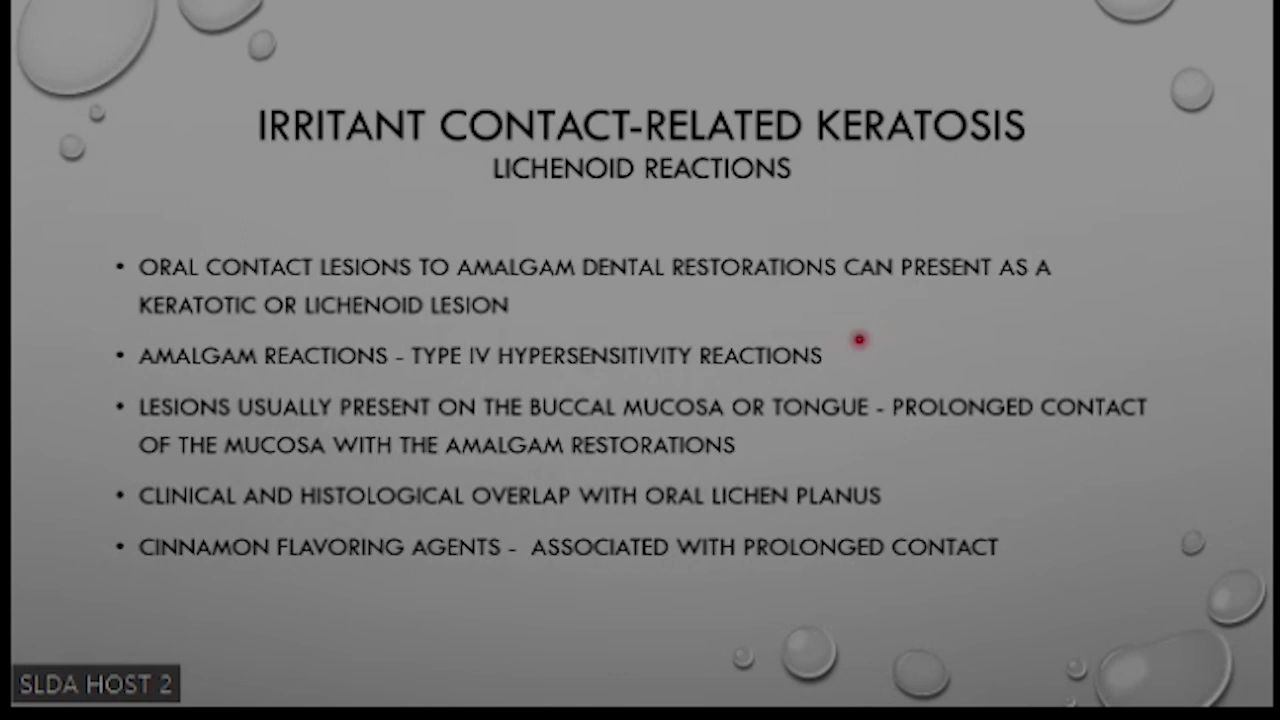 IRRITANT CONTACT-RELATED KERATOSIS
LICHENOID REACTIONS
• ORAL CONTACT LESIONS TO AMALGAM DENTAL RESTORATIONS CAN PRESENT AS A
KERATOTIC OR LICHENOID LESION
• AMALGAM REACTIONS - TYPE IV HYPERSENSITIVITY REACTIONS
• LESIONS USUALLY PRESENT ON THE BUCCAL MUCOSA OR TONGUE - PROLONGED CONTACT
OF THE MUCOSA WITH THE AMALGAM RESTORATIONS
• CLINICAL AND HISTOLOGICAL OVERLAP WITH ORAL LICHEN PLANUS
• CINNAMON FLAVORING AGENTS - ASSOCIATED WITH PROLONGED CONTACT
SLDA HOST 2